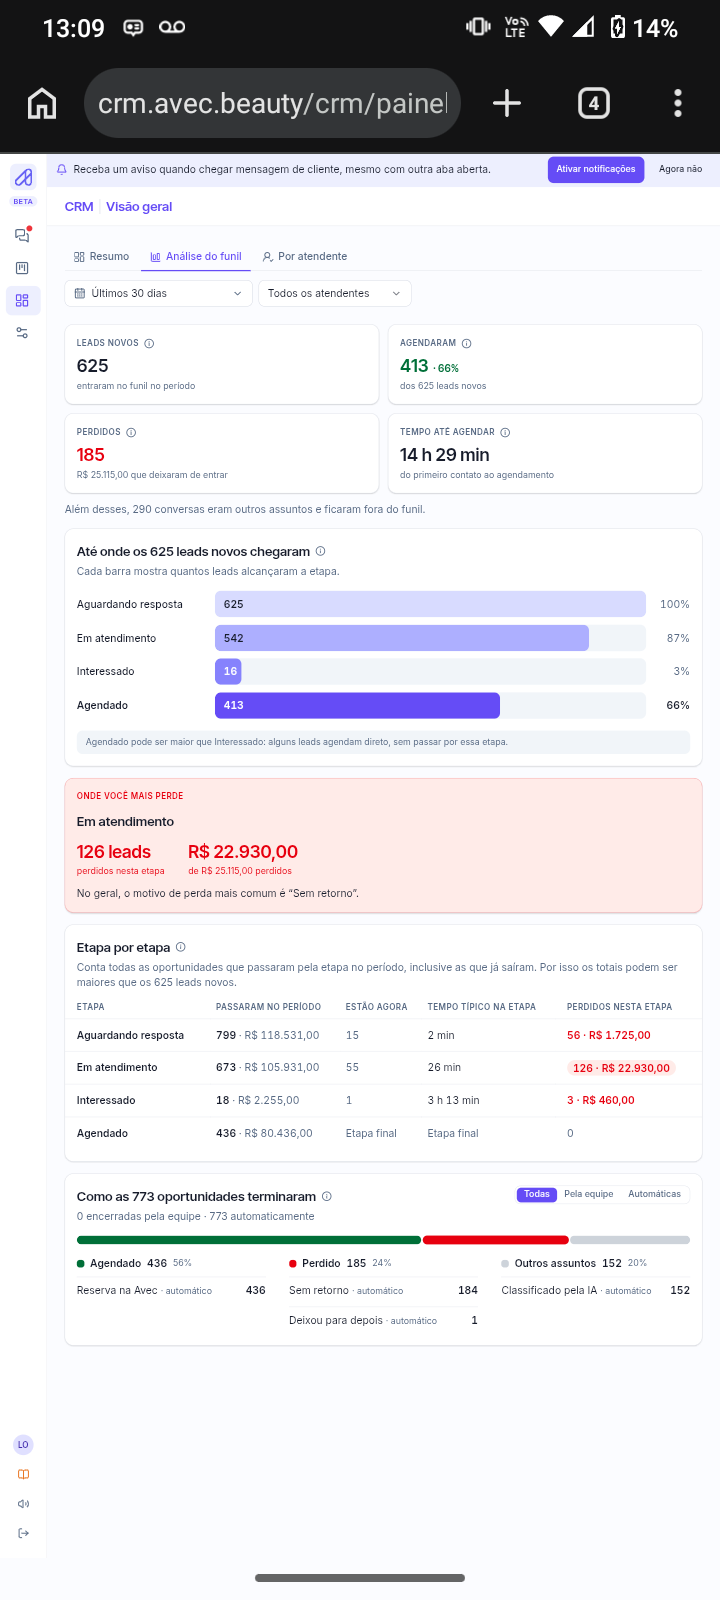 13:09
Vo)) LTE
14%
crm.avec.beauty/crm/paine
4
Receba um aviso quando chegar mensagem de cliente, mesmo com outra aba aberta.
Ativar notificações
Agora não
BETA
CRM
Visão geral
Resumo
Análise do funil
Por atendente
Últimos 30 dias
Todos os atendentes
LEADS NOVOS
625
entraram no funil no período
AGENDARAM
413 · 66%
dos 625 leads novos
PERDIDOS
185
R$ 25.115,00 que deixaram de entrar
TEMPO ATÉ AGENDAR
14 h 29 min
do primeiro contato ao agendamento
Além desses, 290 conversas eram outros assuntos e ficaram fora do funil.
Até onde os 625 leads novos chegaram
Cada barra mostra quantos leads alcançaram a etapa.
Aguardando resposta 625 100%
Em atendimento 542 87%
Interessado 16 3%
Agendado 413 66%
Agendado pode ser maior que Interessado: alguns leads agendam direto, sem passar por essa etapa.
ONDE VOCÊ MAIS PERDE
Em atendimento
126 leads R$ 22.930,00
perdidos nesta etapa de R$ 25.115,00 perdidos
No geral, o motivo de perda mais comum é “Sem retorno”.
Etapa por etapa
Conta todas as oportunidades que passaram pela etapa no período, inclusive as que já saíram. Por isso os totais podem ser
maiores que os 625 leads novos.
ETAPA PASSARAM NO PERÍODO ESTÃO AGORA TEMPO TÍPICO NA ETAPA PERDIDOS NESTA ETAPA
Aguardando resposta 799 · R$ 118.531,00 15 2 min 56 · R$ 1.725,00
Em atendimento 673 · R$ 105.931,00 55 26 min 126 · R$ 22.930,00
Interessado 18 · R$ 2.255,00 1 3 h 13 min 3 · R$ 460,00
Agendado 436 · R$ 80.436,00 Etapa final Etapa final 0
Como as 773 oportunidades terminaram
Todas Pela equipe Automáticas
0 encerradas pela equipe · 773 automaticamente
Agendado 436 56% Perdido 185 24% Outros assuntos 152 20%
Reserva na Avec · automático 436 Sem retorno · automático 184 Classificado pela IA · automático 152
Deixou para depois · automático 1
LO